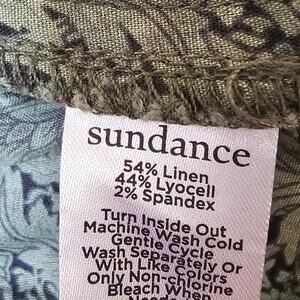 sundance
54% Linen
44% Lyocell
2% Spandex
Turn Inside Out
Machine Wash Cold
Gentle Cycle
Wash Separately Or
With Like Colors
Only Non-Chlorine
Bleach When